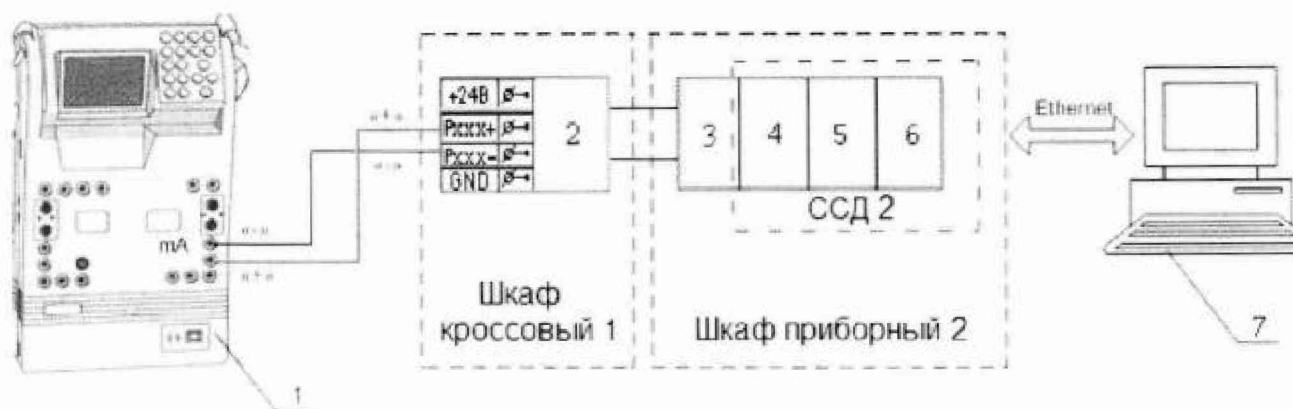 +24В
Рxxx+
Рxxx-
GND
2
3
4
5
6
ССД 2
Ethernet
"+"
"-"
mA
"-"
"+"
Шкаф
кроссовый 1
Шкаф приборный 2
1
7